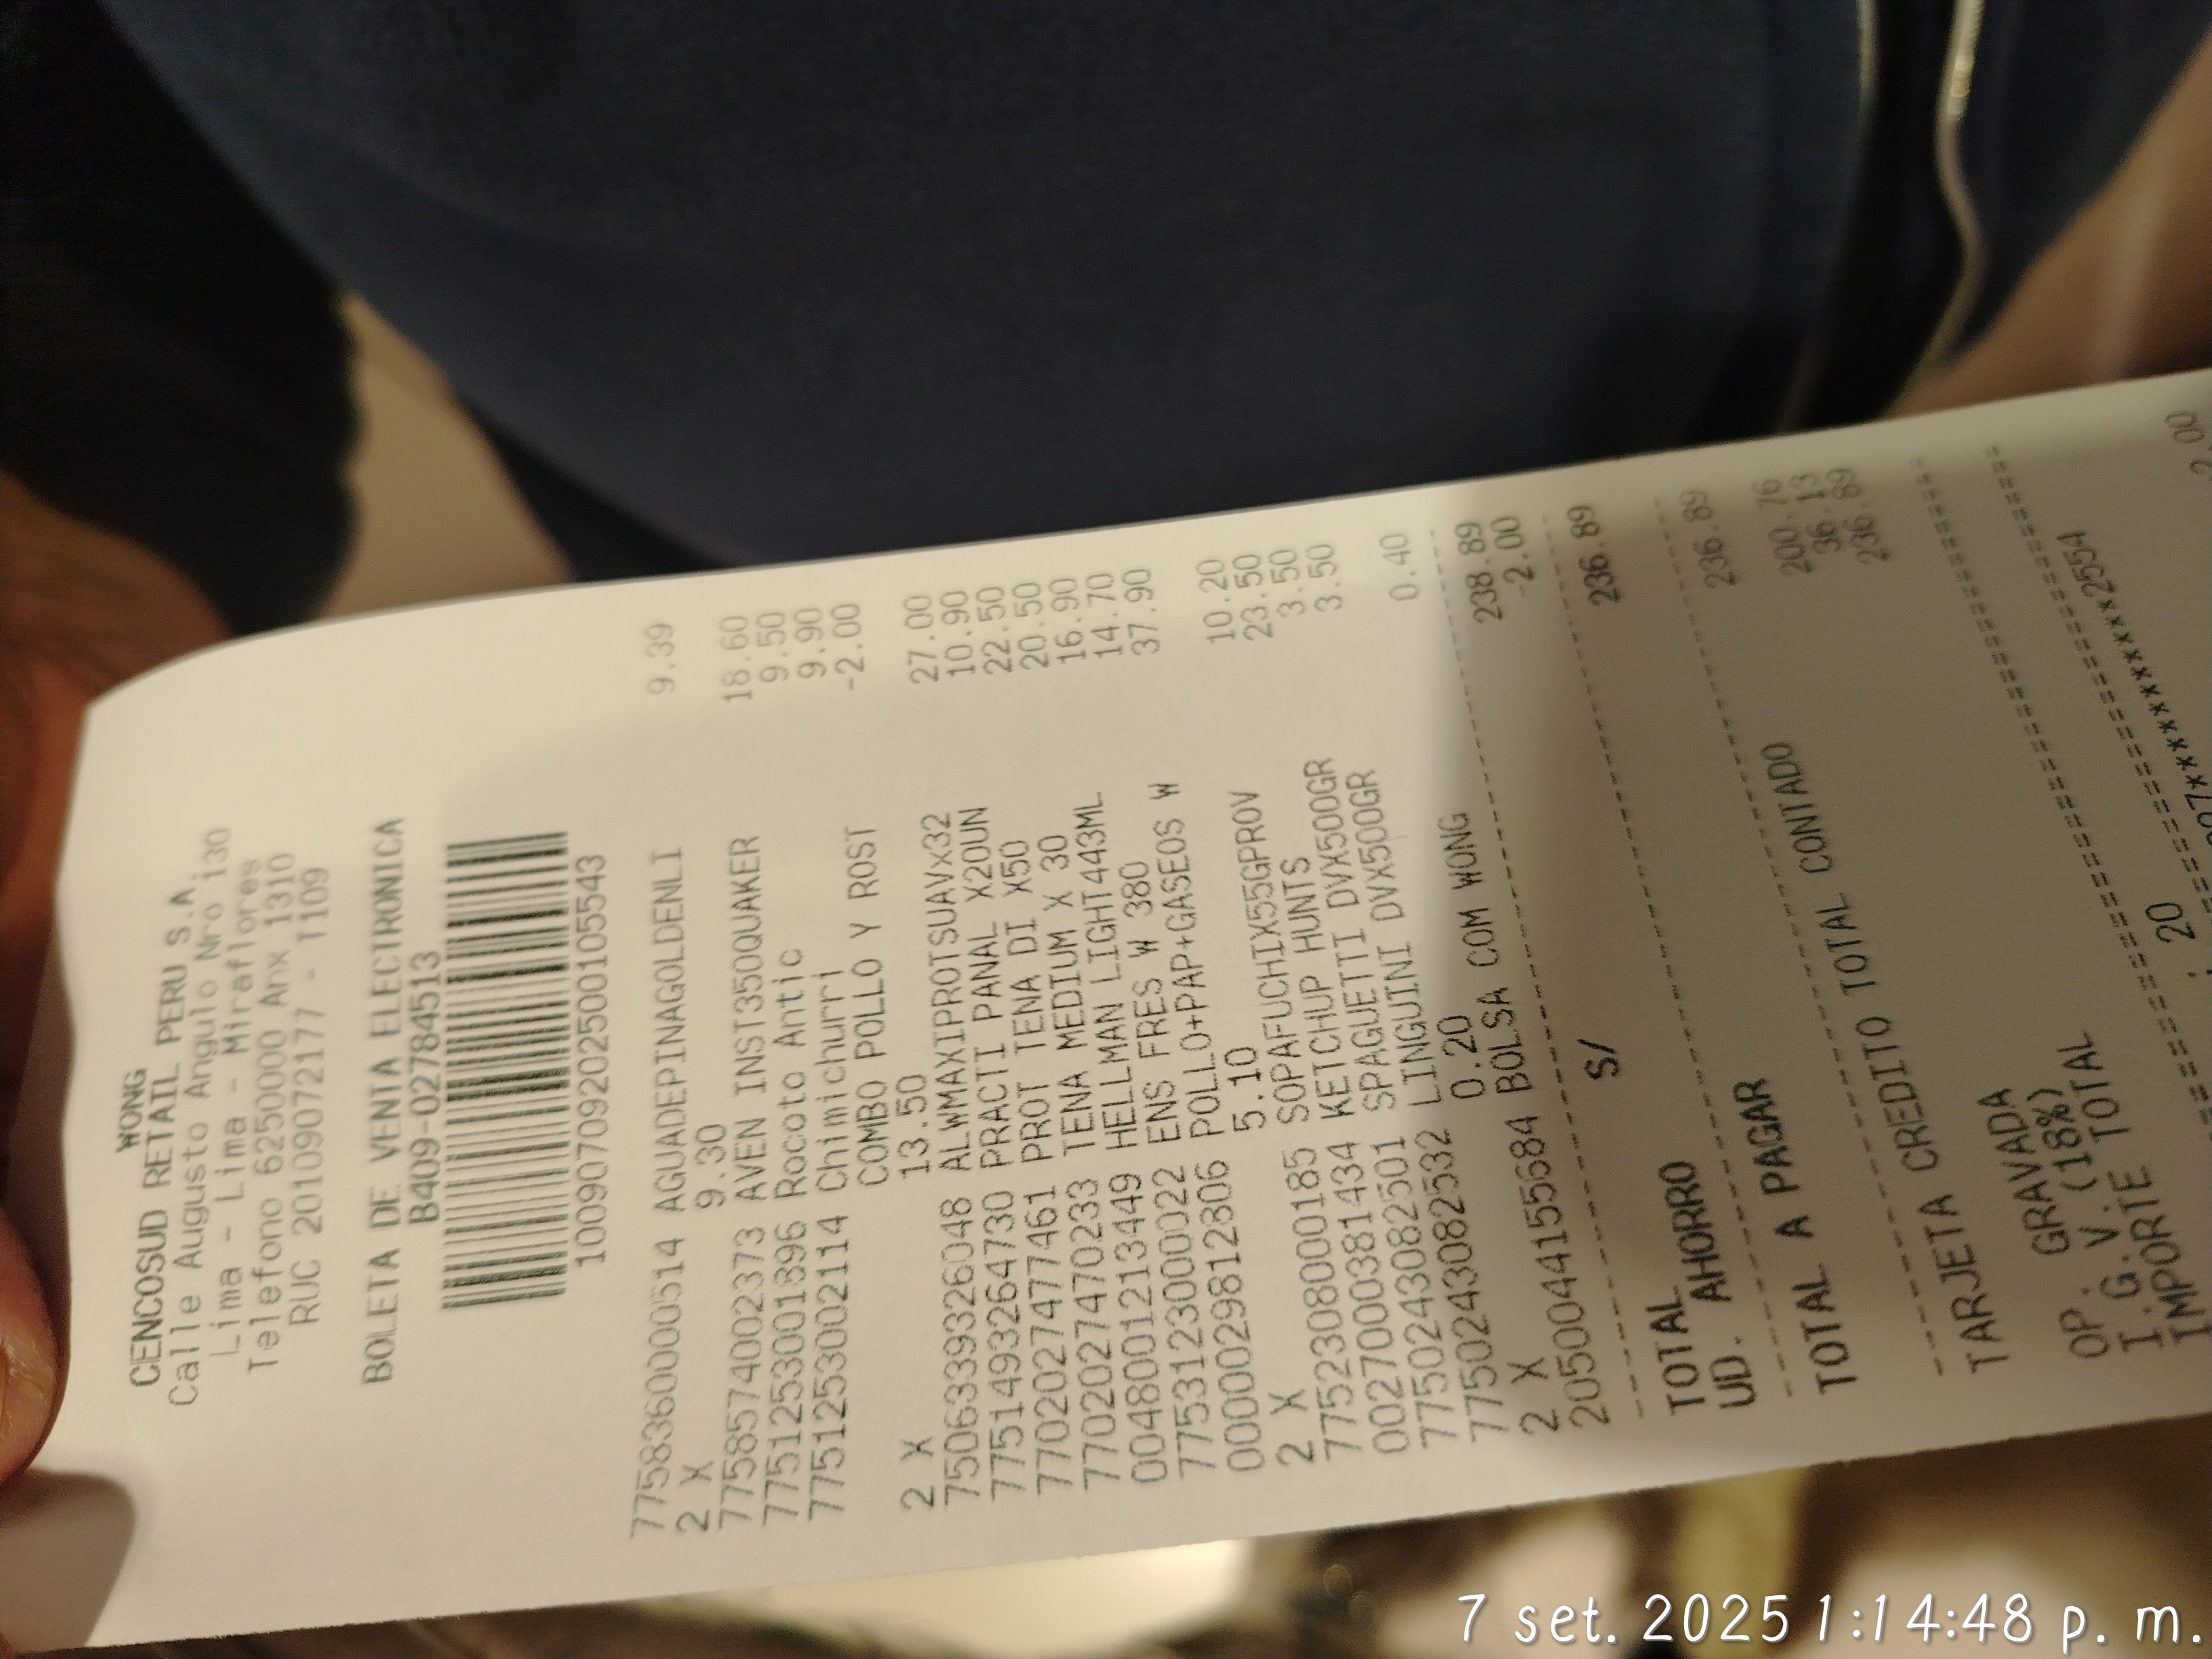 WONG
CENCOSUD RETAIL PERU S.A.
Calle Augusto Angulo Nro 130
Lima - Lima - Miraflores
Telefono 6250000 Anx 1310
RUC 20109072177 - T109
BOLETA DE VENTA ELECTRONICA
B409-02784513
10090709202500105543
7758360000514 AGUADEPINAGOLDENLI 9.39
2 X 9.30
7758574002373 AVEN INST350QUAKER 18.60
7751253001896 Rocoto Antic 9.50
7751253002114 Chimichurri 9.90
COMBO POLLO Y ROST -2.00
2 X 13.50
7506339326048 ALWMAXIPROTSUAVx32 27.00
7751493264730 PRACTI PANAL X20UN 10.90
7702027477461 PROT TENA DI X50 22.50
7702027470233 TENA MEDIUM X 30 20.50
0048001213449 HELLMAN LIGHT443ML 16.90
7753123000022 ENS FRES W 380 14.70
0000029812806 POLLO+PAP+GASEOS W 37.90
2 X 5.10
7752308000185 SOPAFUCHIX55GPROV 10.20
0027000381434 KETCHUP HUNTS 23.50
7750243082501 SPAGUETTI DVX500GR 3.50
7750243082532 LINGUINI DVX500GR 3.50
2 X 0.20
2050044155684 BOLSA COM WONG 0.40
TOTAL S/ 238.89
UD. AHORRO -2.00
TOTAL A PAGAR 236.89
TARJETA CREDITO TOTAL CONTADO 236.89
OP. GRAVADA 200.76
I.G.V.(18%) 36.13
IMPORTE TOTAL 236.89
: 20
************2554
-2.00
7 set. 2025 1:14:48 p. m.